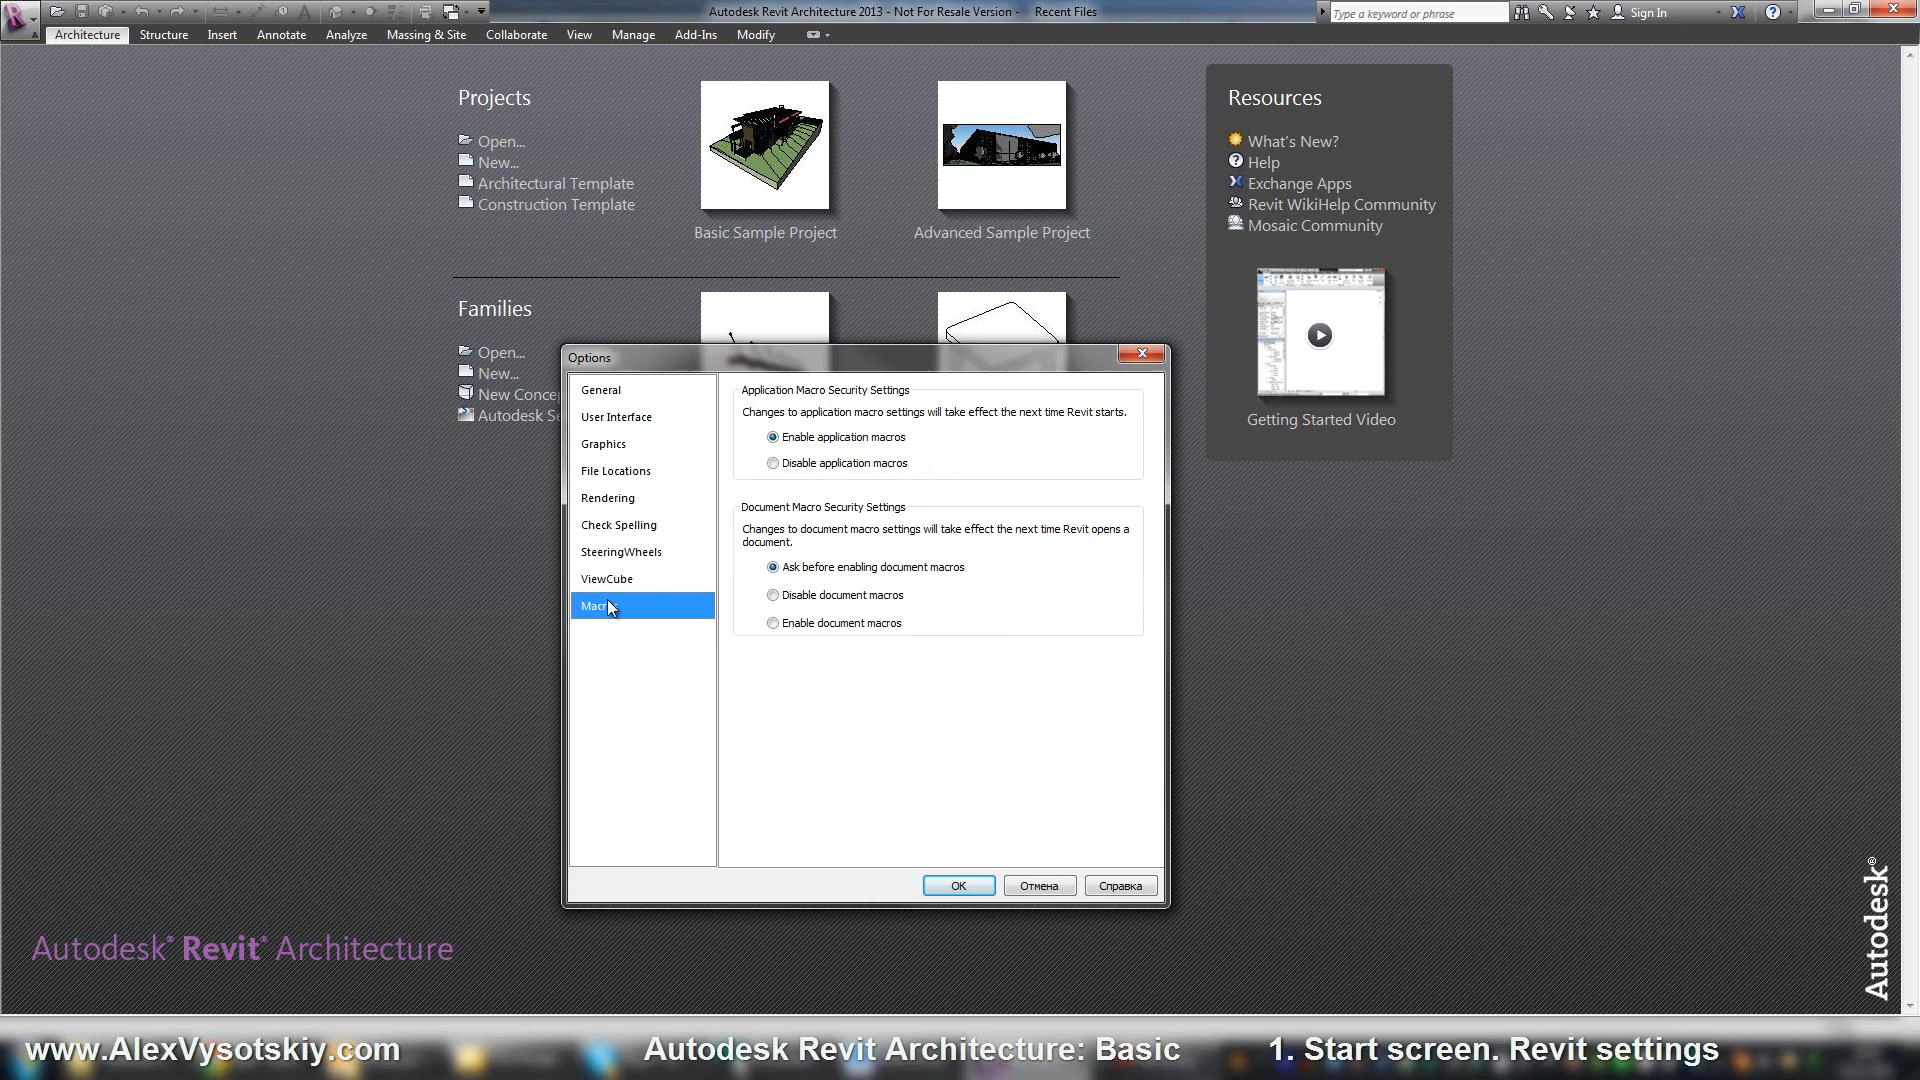 Autodesk Revit Architecture 2013 - Not For Resale Version - Recent Files
Type a keyword or phrase
Sign In
Architecture Structure Insert Annotate Analyze Massing & Site Collaborate View Manage Add-Ins Modify
Projects
Open...
New...
Architectural Template
Construction Template
Basic Sample Project
Advanced Sample Project
Resources
What's New?
Help
Exchange Apps
Revit WikiHelp Community
Mosaic Community
Getting Started Video
Families
Open...
New...
New Conce
Autodesk Se
Options
General
User Interface
Graphics
File Locations
Rendering
Check Spelling
SteeringWheels
ViewCube
Application Macro Security Settings
Changes to application macro settings will take effect the next time Revit starts.
Enable application macros
Disable application macros
Document Macro Security Settings
Changes to document macro settings will take effect the next time Revit opens a
document.
Ask before enabling document macros
Disable document macros
Enable document macros
OK Отмена Справка
Autodesk® Revit® Architecture
Autodesk®
www.AlexVysotskiy.com
Autodesk Revit Architecture: Basic
1. Start screen. Revit settings